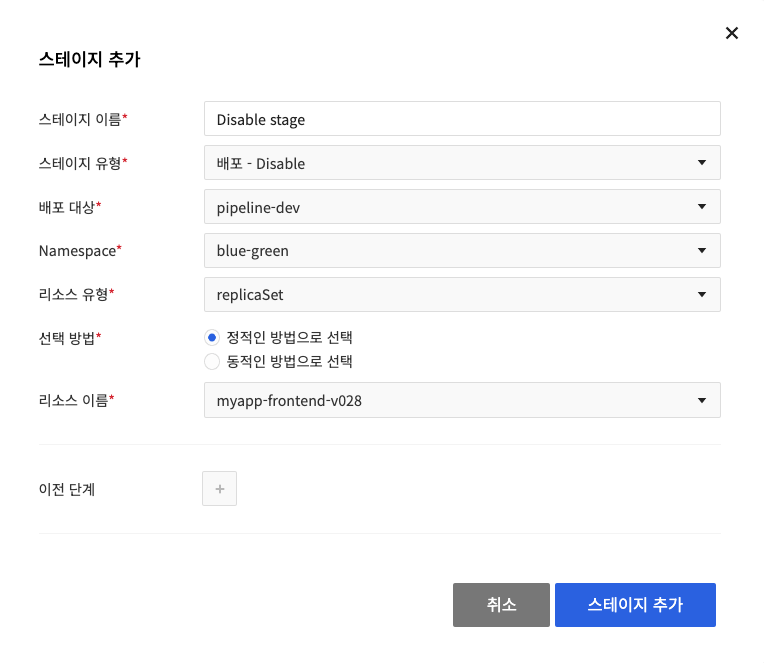 스테이지 추가
스테이지 이름*
Disable stage
스테이지 유형*
배포 - Disable
배포 대상*
pipeline-dev
Namespace*
blue-green
리소스 유형*
replicaSet
선택 방법*
정적인 방법으로 선택
동적인 방법으로 선택
리소스 이름*
myapp-frontend-v028
이전 단계
+
취소
스테이지 추가